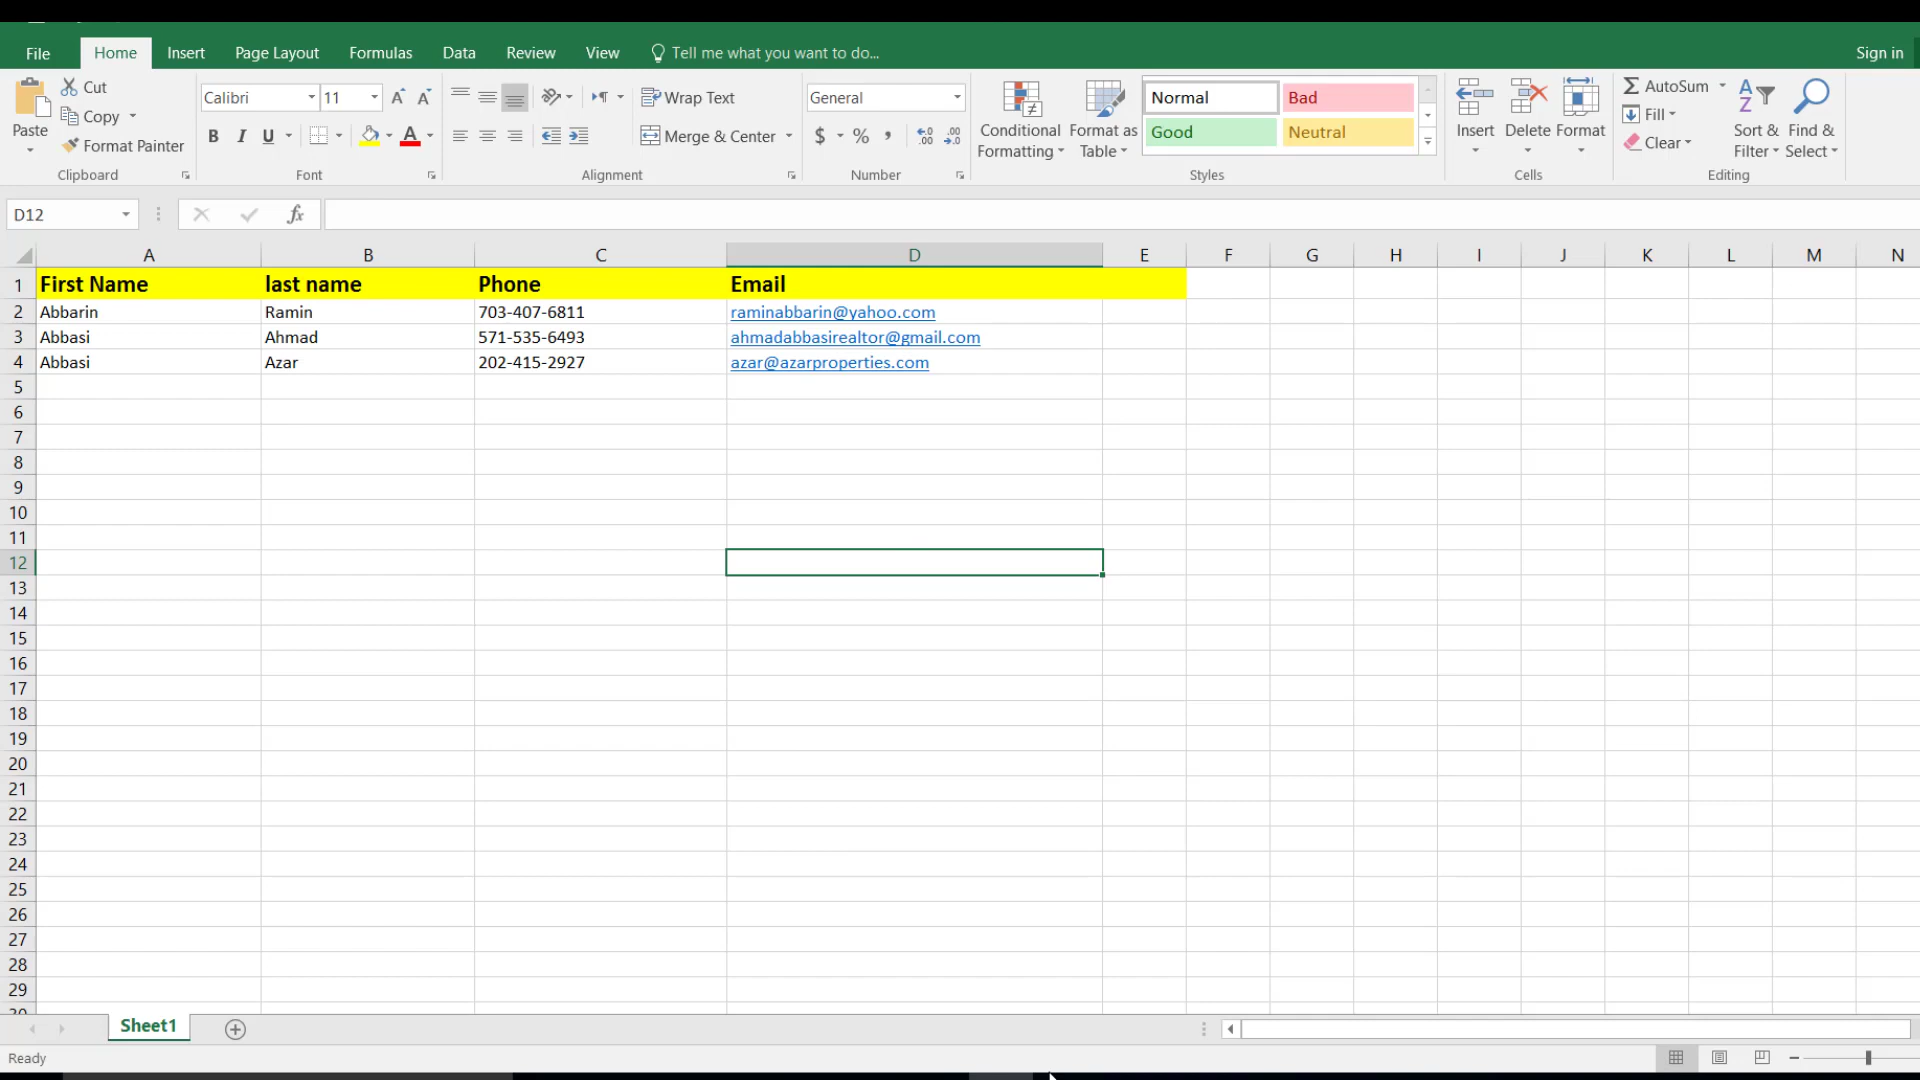 File Home Insert Page Layout Formulas Data Review View Tell me what you want to do... Sign in
Paste Cut Copy Format Painter Clipboard
Calibri 11 B I U A Font
Wrap Text Merge & Center Alignment
General $ % , Number
Conditional Formatting Format as Table Normal Bad Good Neutral Styles
Insert Delete Format Cells
AutoSum Fill Clear Sort & Filter Find & Select Editing
D12 fx
A B C D E F G H I J K L M N
1 First Name last name Phone Email
2 Abbarin Ramin 703-407-6811 raminabbarin@yahoo.com
3 Abbasi Ahmad 571-535-6493 ahmadabbasirealtor@gmail.com
4 Abbasi Azar 202-415-2927 azar@azarproperties.com
5
6
7
8
9
10
11
12
13
14
15
16
17
18
19
20
21
22
23
24
25
26
27
28
29
Sheet1
Ready